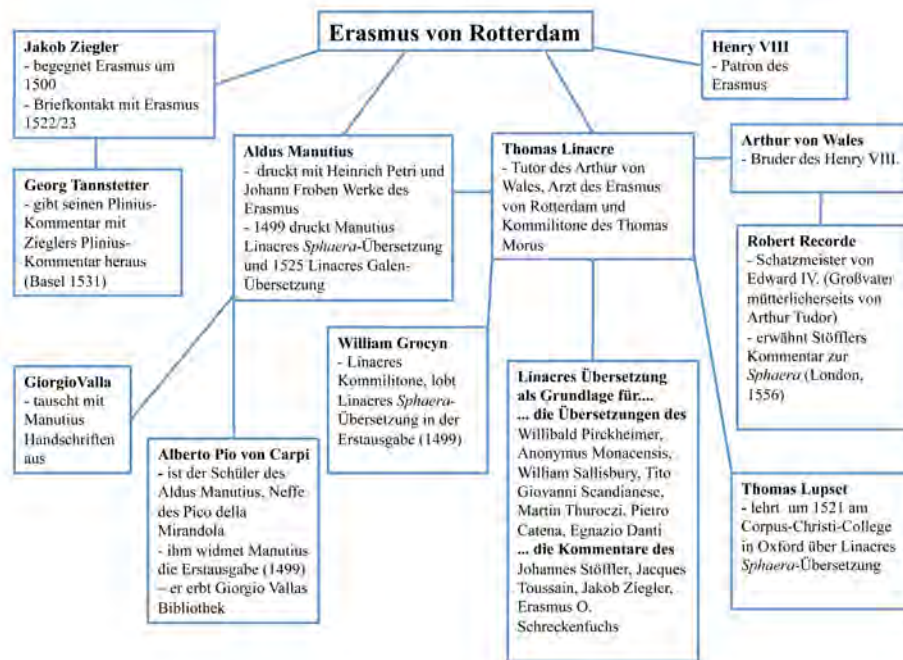 Erasmus von Rotterdam
Jakob Ziegler
- begegnet Erasmus um
1500
- Briefkontakt mit Erasmus
1522/23
Henry VIII
- Patron des
Erasmus
Aldus Manutius
- druckt mit Heinrich Petri und
Johann Froben Werke des
Erasmus
- 1499 druckt Manutius
Linacres Sphaera-Übersetzung
und 1525 Linacres Galen-
Übersetzung
Thomas Linacre
- Tutor des Arthur von
Wales, Arzt des Erasmus
von Rotterdam und
Kommilitone des Thomas
Morus
Arthur von Wales
- Bruder des Henry VIII.
Georg Tannstetter
- gibt seinen Plinius-
Kommentar mit
Zieglers Plinius-
Kommentar heraus
(Basel 1531)
Robert Recorde
- Schatzmeister von
Edward IV. (Großvater
mütterlicherseits von
Arthur Tudor)
- erwähnt Stöfflers
Kommentar zur
Sphaera (London,
1556)
William Grocyn
- Linacres
Kommilitone, lobt
Linacres Sphaera-
Übersetzung in der
Erstausgabe (1499)
Linacres Übersetzung
als Grundlage für....
... die Übersetzungen des
Willibald Pirckheimer,
Anonymus Monacensis,
William Sallisbury, Tito
Giovanni Scandianese,
Martin Thuroczi, Pietro
Catena, Egnazio Danti
... die Kommentare des
Johannes Stöffler, Jacques
Toussain, Jakob Ziegler,
Erasmus O.
Schreckenfuchs
GiorgioValla
- tauscht mit
Manutius
Handschriften
aus
Alberto Pio von Carpi
- ist der Schüler des
Aldus Manutius, Neffe
des Pico della
Mirandola
- ihm widmet Manutius
die Erstausgabe (1499)
– er erbt Giorgio Vallas
Bibliothek
Thomas Lupset
- lehrt um 1521 am
Corpus-Christi-College
in Oxford über Linacres
Sphaera-Übersetzung